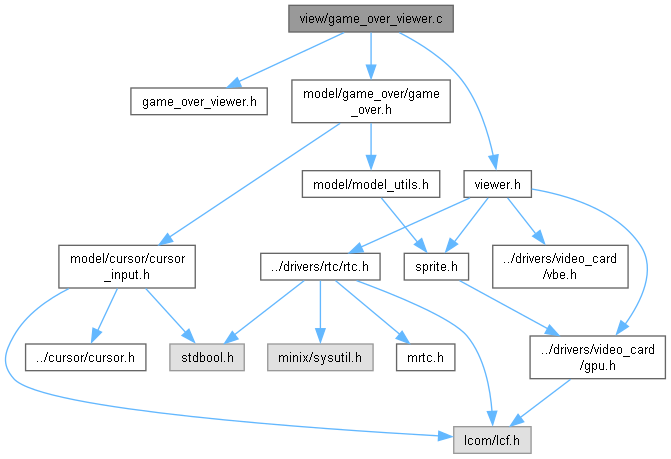 view/game_over_viewer.c
game_over_viewer.h
model/game_over/game
_over.h
model/model_utils.h
viewer.h
model/cursor/cursor
_input.h
../drivers/rtc/rtc.h
sprite.h
../drivers/video_card
/vbe.h
../cursor/cursor.h
stdbool.h
minix/sysutil.h
mrtc.h
../drivers/video_card
/gpu.h
lcom/lcf.h